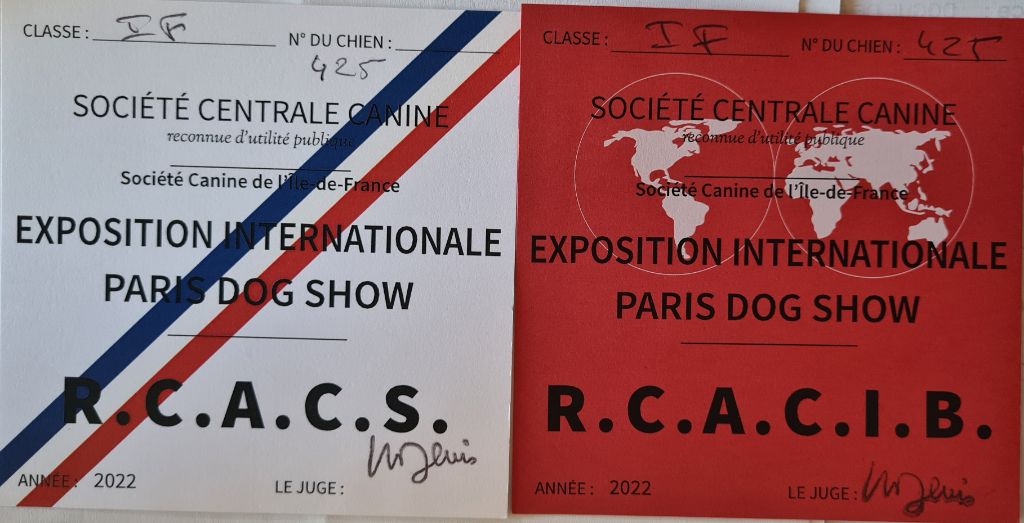 CLASSE : IF N° DU CHIEN :
425
SOCIÉTÉ CENTRALE CANINE
reconnue d'utilité publique
Société Canine de l'Île-de-France
EXPOSITION INTERNATIONALE
PARIS DOG SHOW
R.C.A.C.S.
ANNÉE : 2022 LE JUGE :
CLASSE : IF N° DU CHIEN : 425
SOCIÉTÉ CENTRALE CANINE
reconnue d'utilité publique
Société Canine de l'Île-de-France
EXPOSITION INTERNATIONALE
PARIS DOG SHOW
R.C.A.C.I.B.
ANNÉE : 2022 LE JUGE :